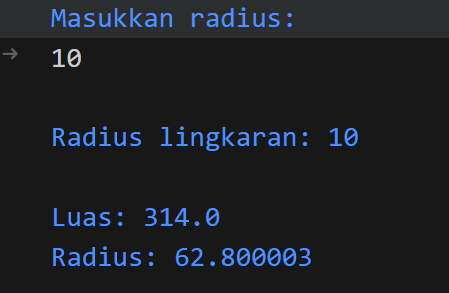 Masukkan radius:
→ 10
Radius lingkaran: 10
Luas: 314.0
Radius: 62.800003